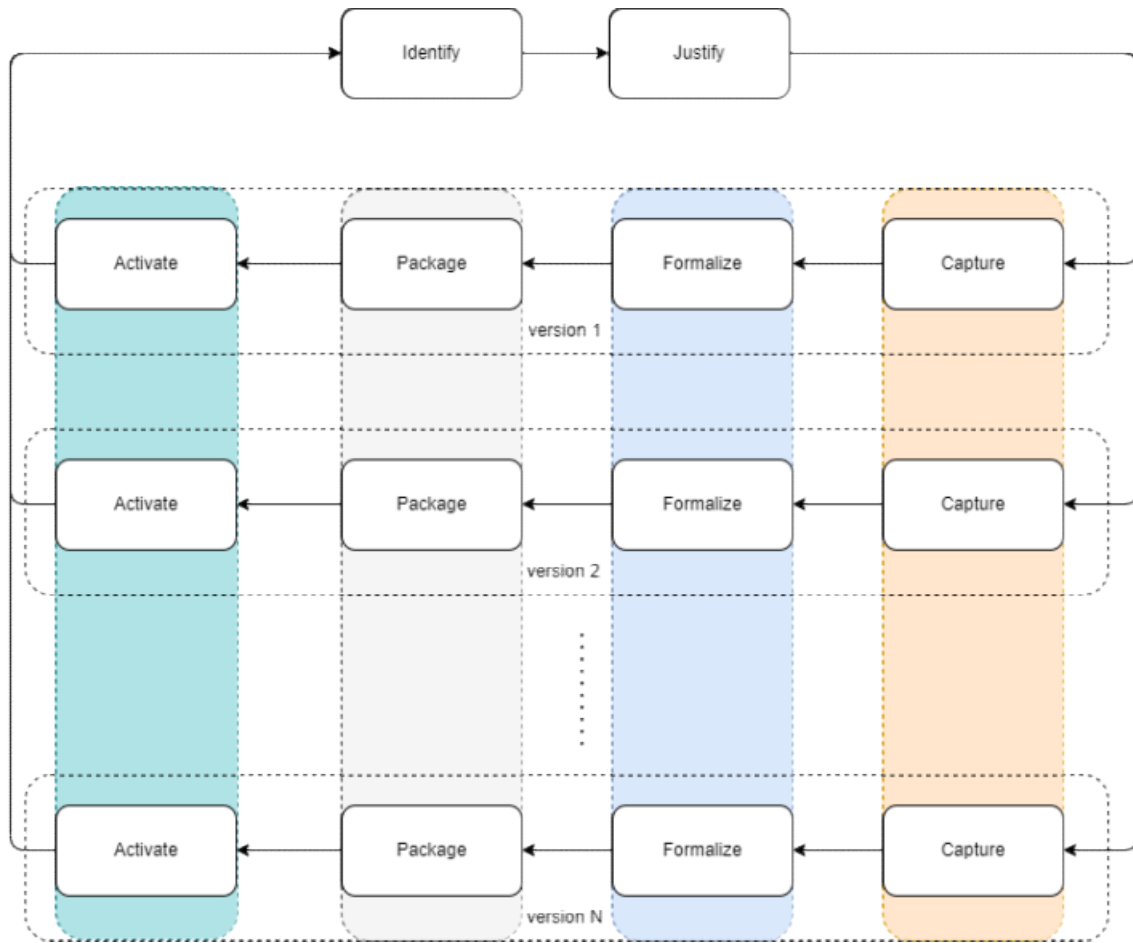 Identify
Justify
Activate
Package
Formalize
Capture
version 1
Activate
Package
Formalize
Capture
version 2
Activate
Package
Formalize
Capture
version N